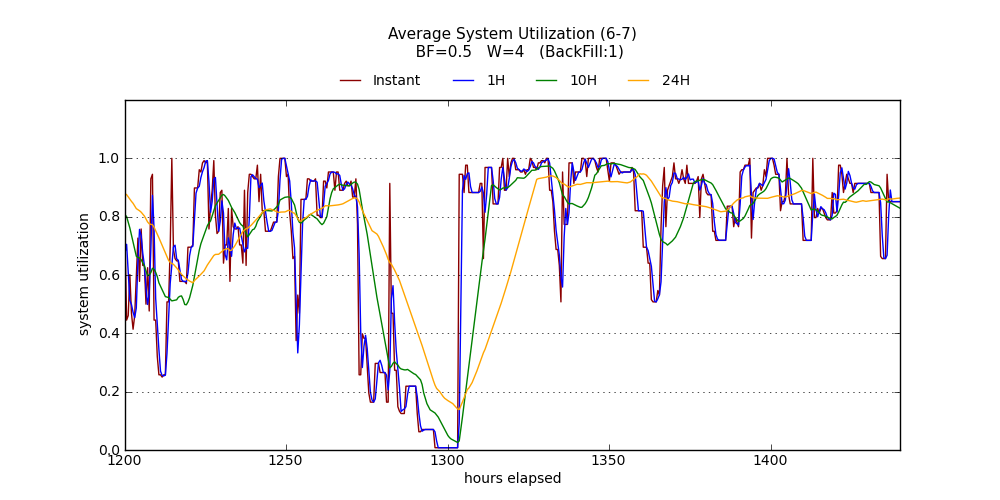 Average System Utilization (6-7)
BF=0.5 W=4 (BackFill:1)
Instant 1H 10H 24H
1.0
0.8
0.6
0.4
0.2
0.0
system utilization
1200 1250 1300 1350 1400
hours elapsed